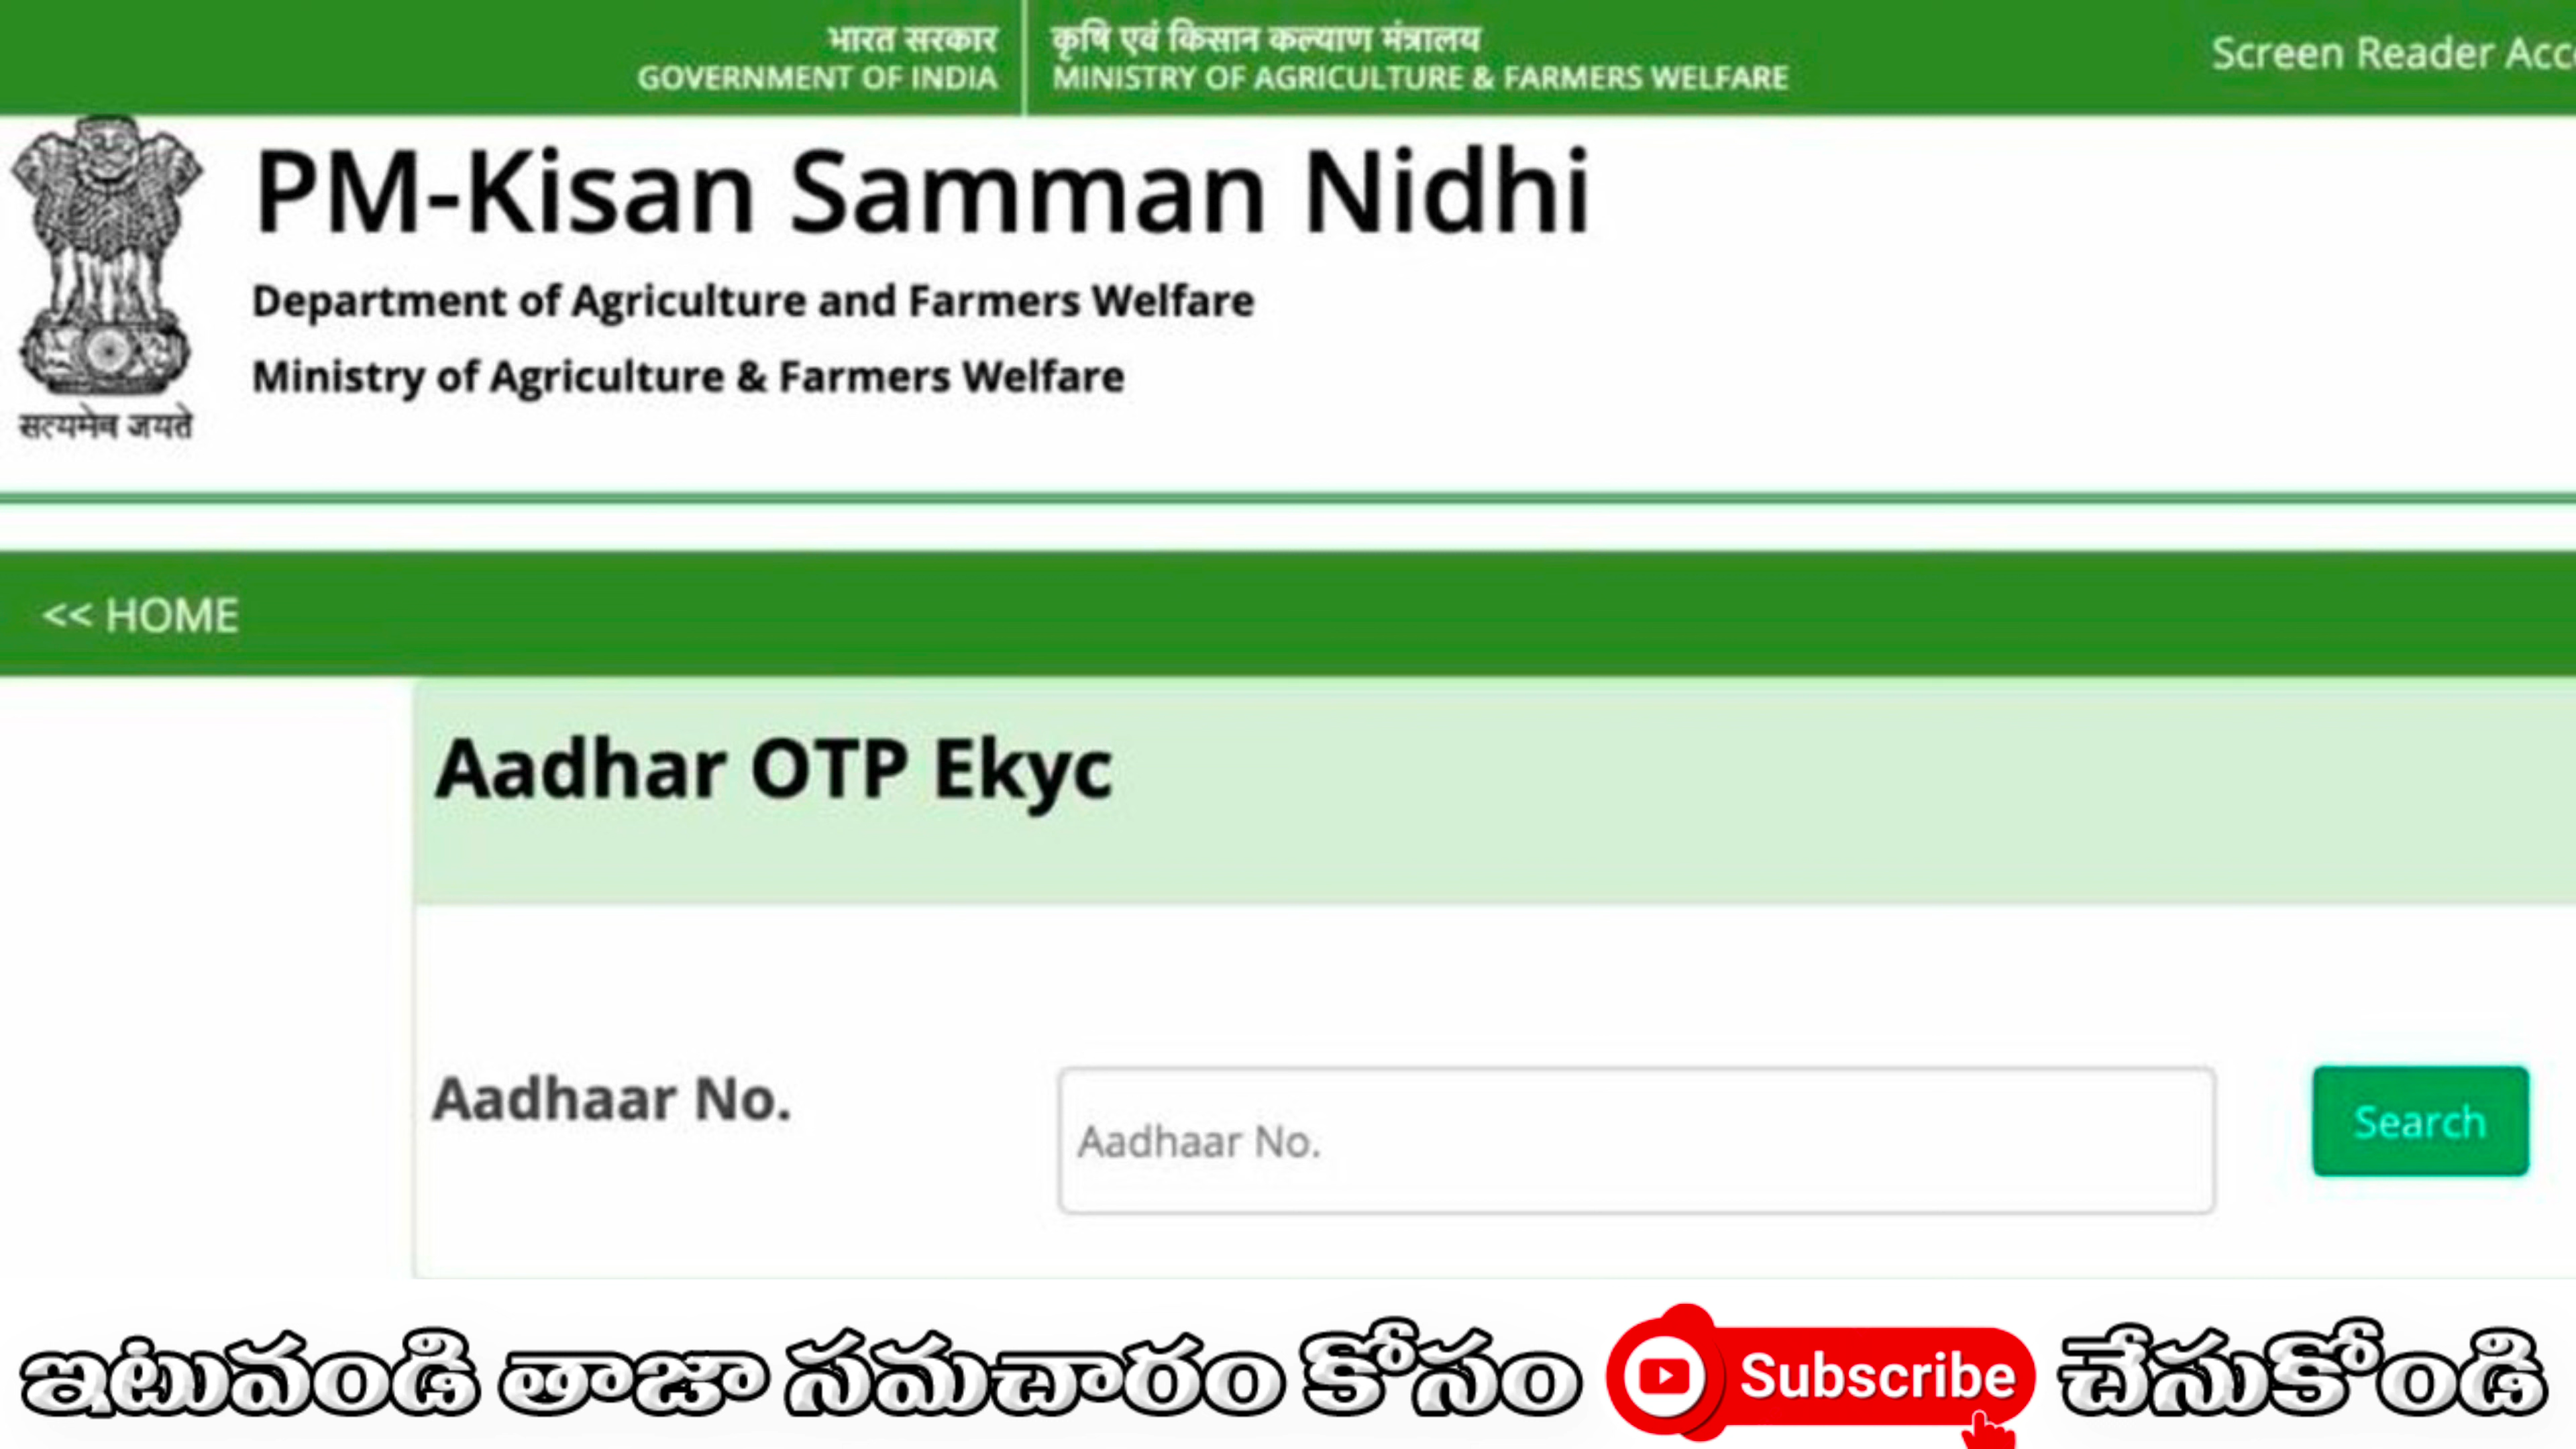 भारत सरकार
GOVERNMENT OF INDIA
कृषि एवं किसान कल्याण मंत्रालय
MINISTRY OF AGRICULTURE & FARMERS WELFARE
Screen Reader Acc
PM-Kisan Samman Nidhi
Department of Agriculture and Farmers Welfare
Ministry of Agriculture & Farmers Welfare
सत्यमेव जयते
<< HOME
Aadhar OTP Ekyc
Aadhaar No.
Aadhaar No.
Search
ఇటువండి తాజా సమచారం కోసం Subscribe చేసుకోండి